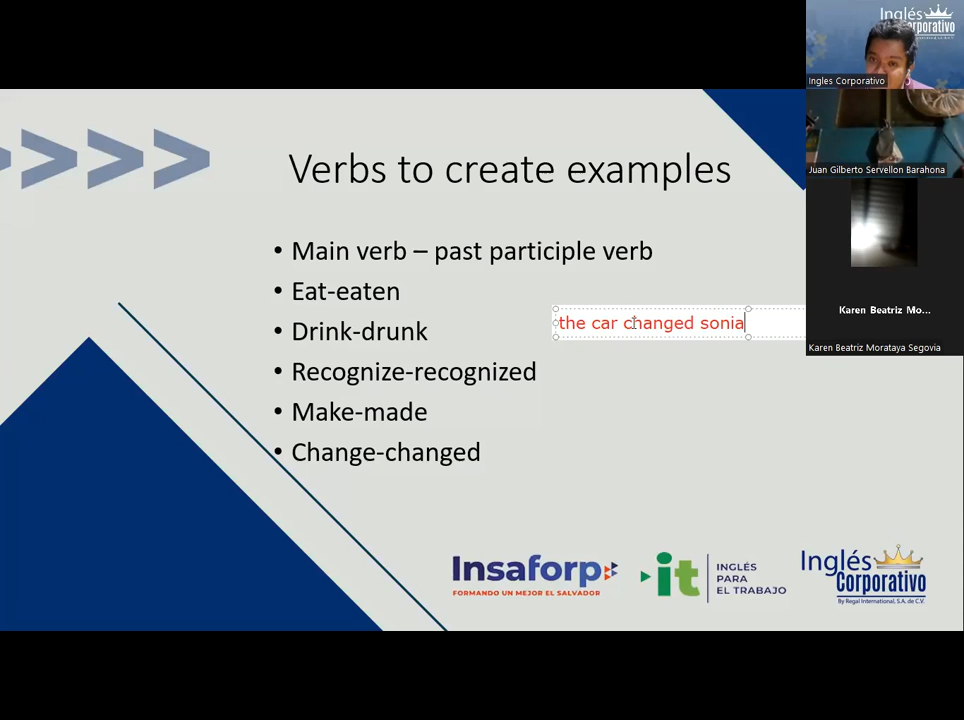 Inglés
Corporativo
Ingles Corporativo
Juan Gilberto Servellon Barahona
Karen Beatriz Mo...
Karen Beatriz Morataya Segovia
Verbs to create examples
• Main verb – past participle verb
• Eat-eaten
• Drink-drunk
• Recognize-recognized
• Make-made
• Change-changed
the car changed sonia
Insaforp
FORMANDO UN MEJOR EL SALVADOR
it
INGLÉS
PARA
EL TRABAJO
Inglés
Corporativo
By Regal International, S.A. de C.V.